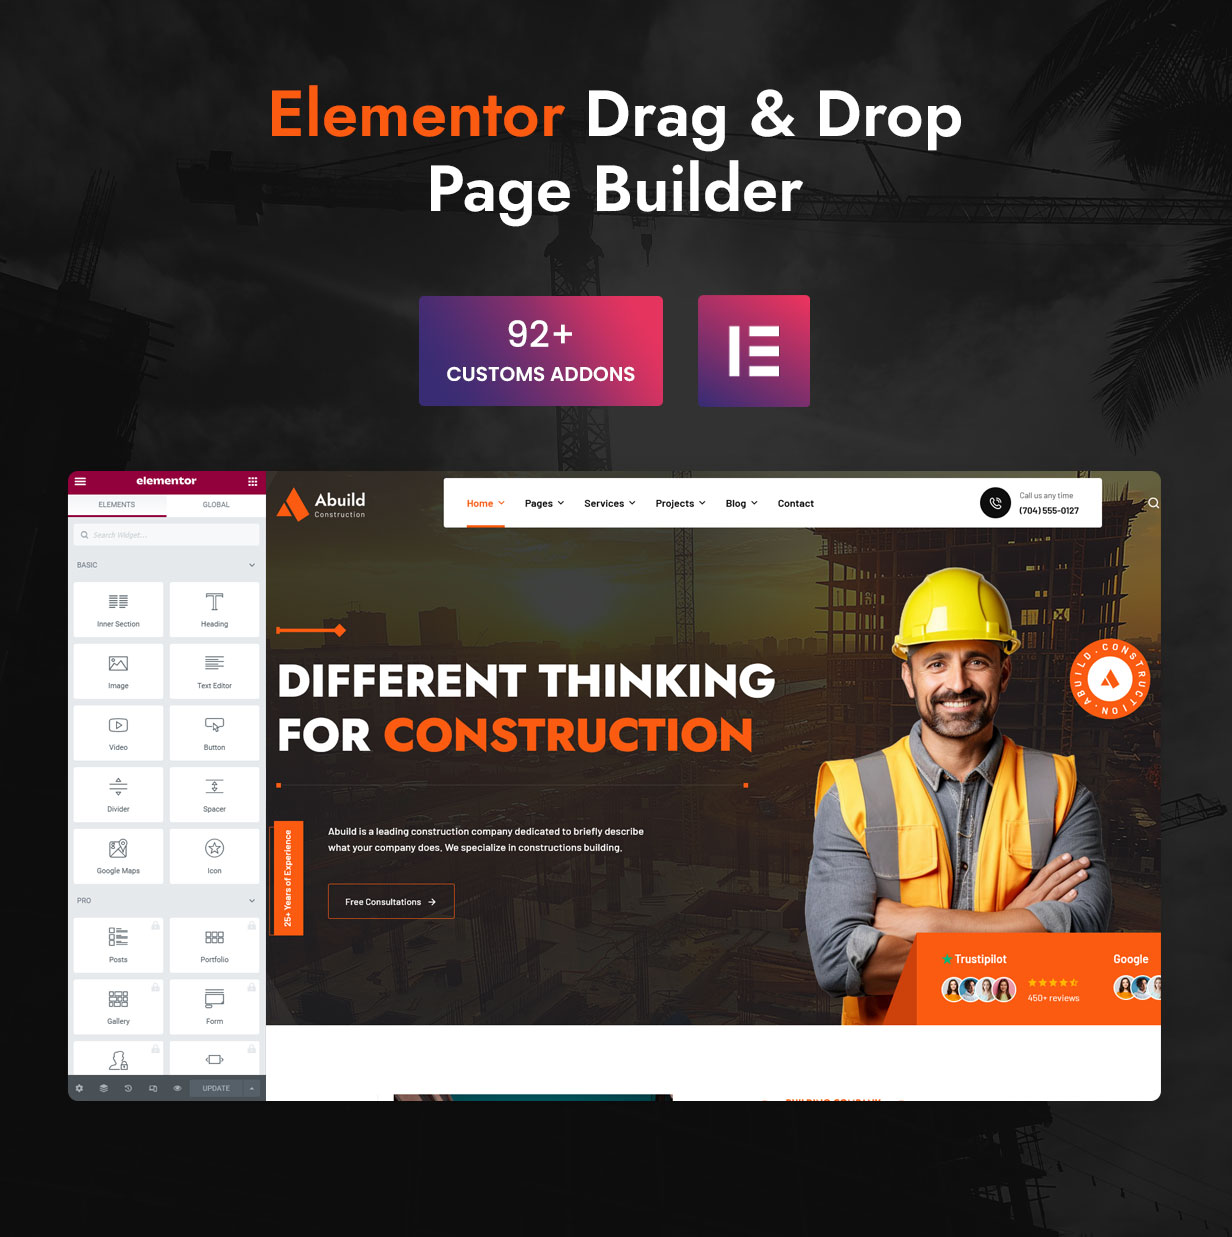 Elementor Drag & Drop
Page Builder
92+
CUSTOMS ADDONS
elementor
ELEMENTS
GLOBAL
Search Widget...
BASIC
Inner Section
Heading
Image
Text Editor
Video
Button
Divider
Spacer
Google Maps
Icon
PRO
Posts
Portfolio
Gallery
Form
UPDATE
Abuild
Construction
Home
Pages
Services
Projects
Blog
Contact
Call us any time
(704) 555-0127
DIFFERENT THINKING
FOR CONSTRUCTION
ABUILD.CONSTRUCTION.
25+ Years of Experience
Abuild is a leading construction company dedicated to briefly describe
what your company does. We specialize in constructions building.
Free Consultations
Trustipilot
450+ reviews
Google